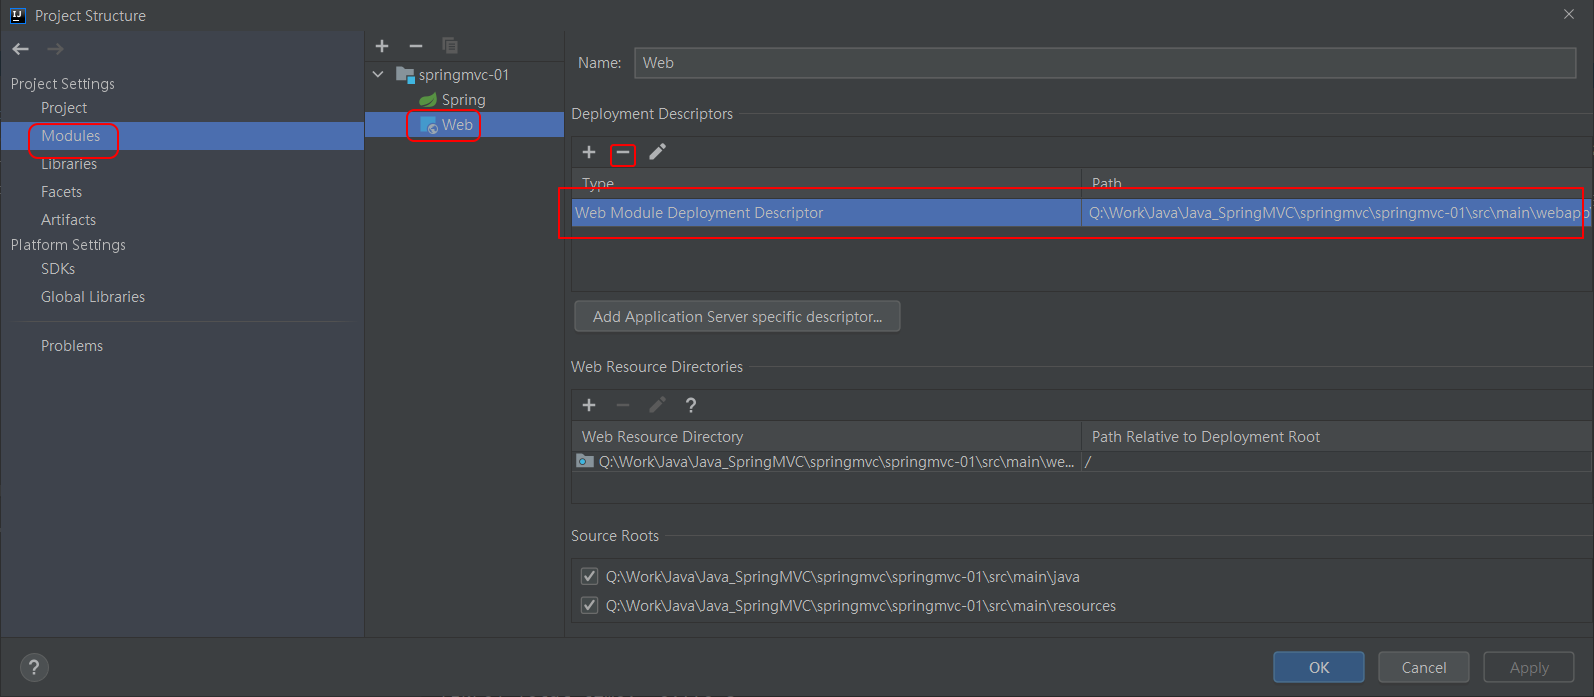 Project Structure
Project Settings
Project
Modules
Libraries
Facets
Artifacts
Platform Settings
SDKs
Global Libraries
Problems
springmvc-01
Spring
Web
Name: Web
Deployment Descriptors
Type Path
Web Module Deployment Descriptor Q:\Work\Java\Java_SpringMVC\springmvc\springmvc-01\src\main\webapp
Add Application Server specific descriptor...
Web Resource Directories
?
Web Resource Directory Path Relative to Deployment Root
Q:\Work\Java\Java_SpringMVC\springmvc\springmvc-01\src\main\we... /
Source Roots
Q:\Work\Java\Java_SpringMVC\springmvc\springmvc-01\src\main\java
Q:\Work\Java\Java_SpringMVC\springmvc\springmvc-01\src\main\resources
? OK Cancel Apply